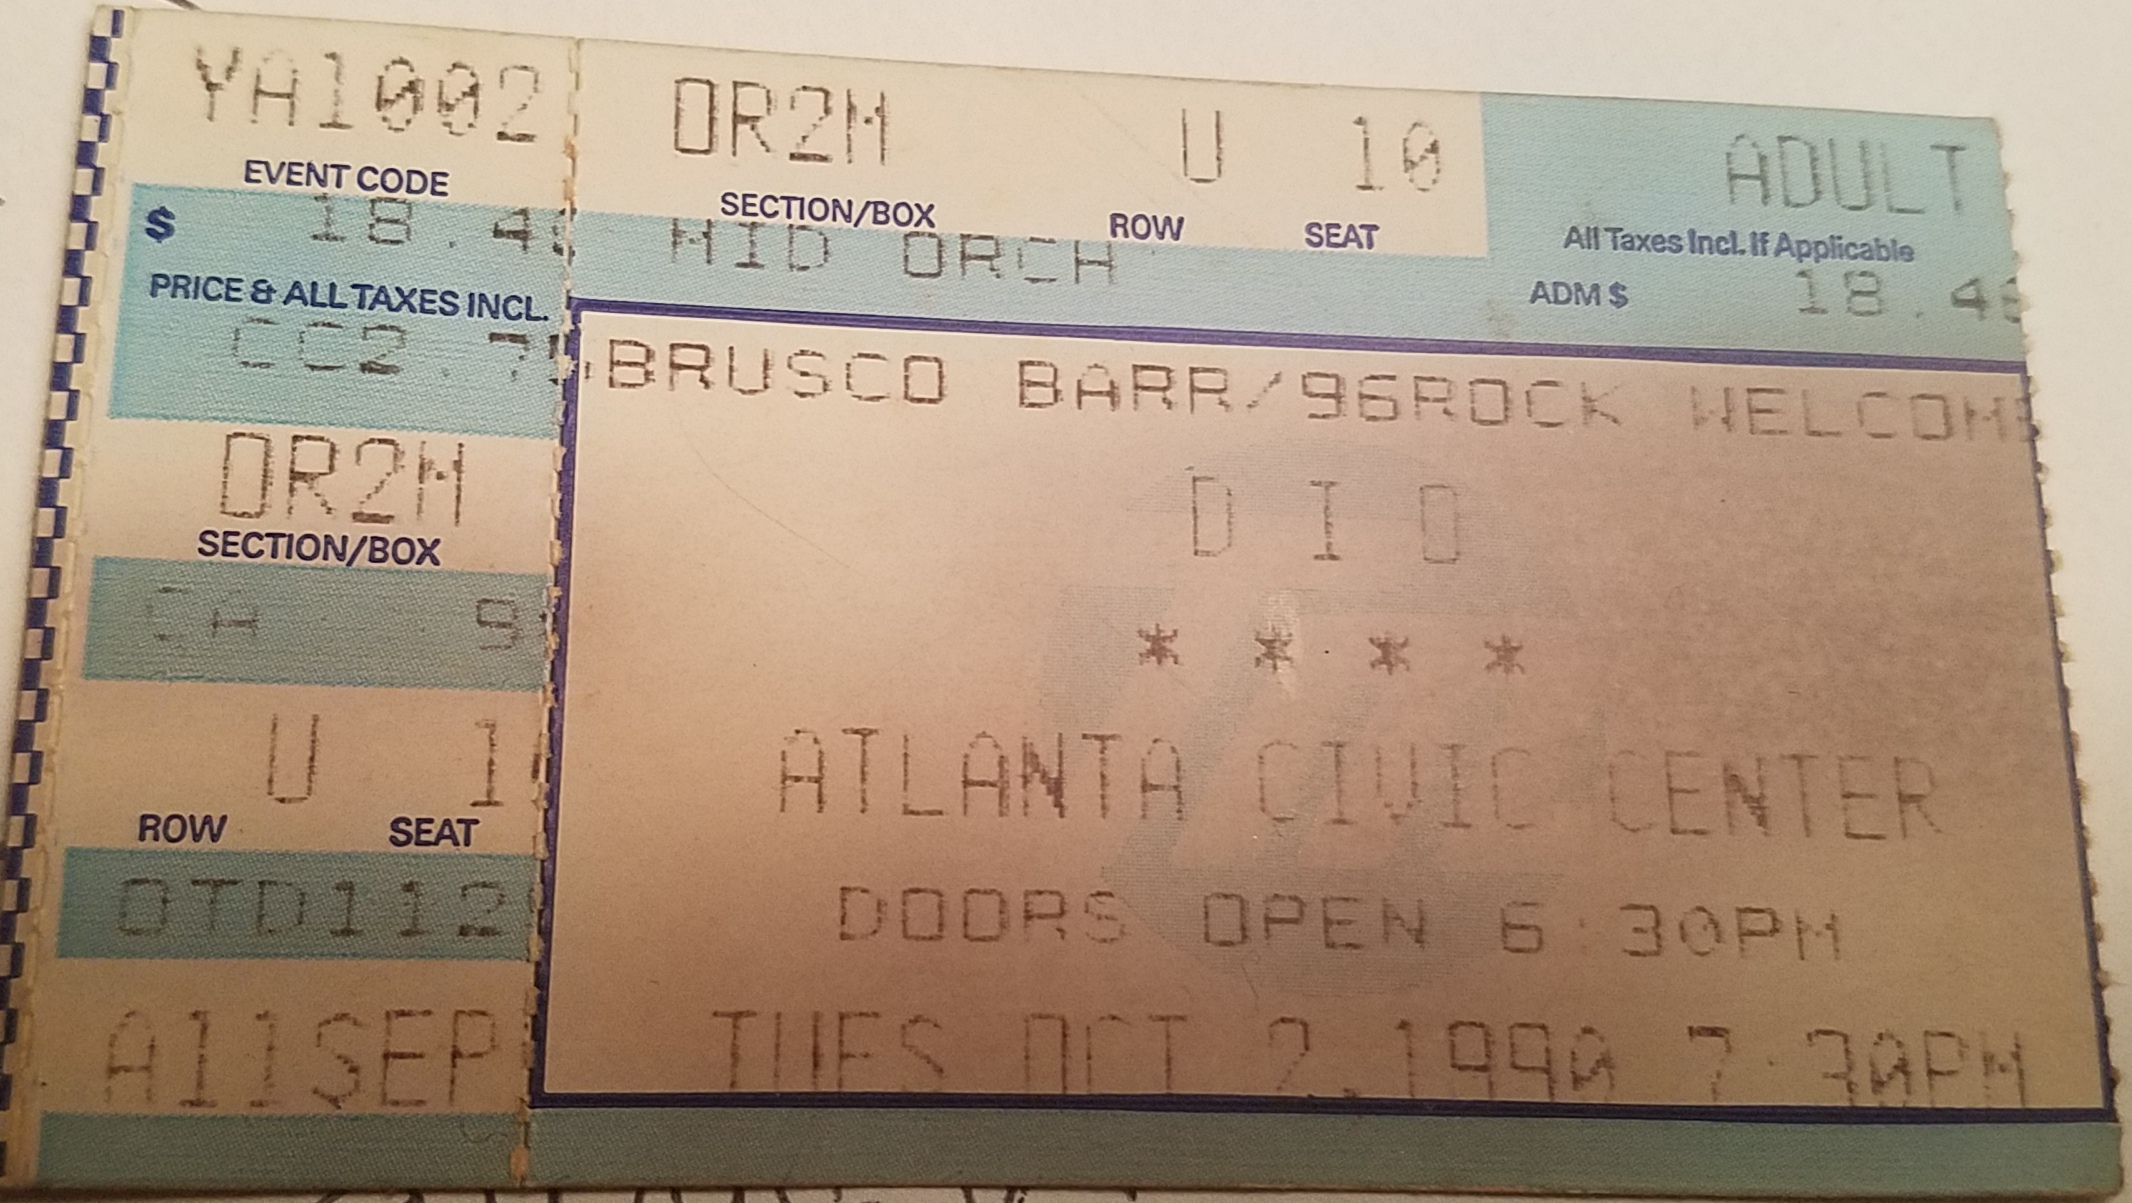 YA1002
EVENT CODE
$ 18.4
PRICE & ALL TAXES INCL.
CC2.7
OR2M
SECTION/BOX
CA 9
U 1
ROW SEAT
OTD112
A11SEP
OR2M U 10 ADULT
SECTION/BOX ROW SEAT All Taxes Incl. If Applicable
MID ORCH ADM $ 18.4
BRUSCO BARR/96ROCK WELCOME
D I O
* * * *
ATLANTA CIVIC CENTER
DOORS OPEN 6:30PM
TUES OCT 2,1990 7:30PM